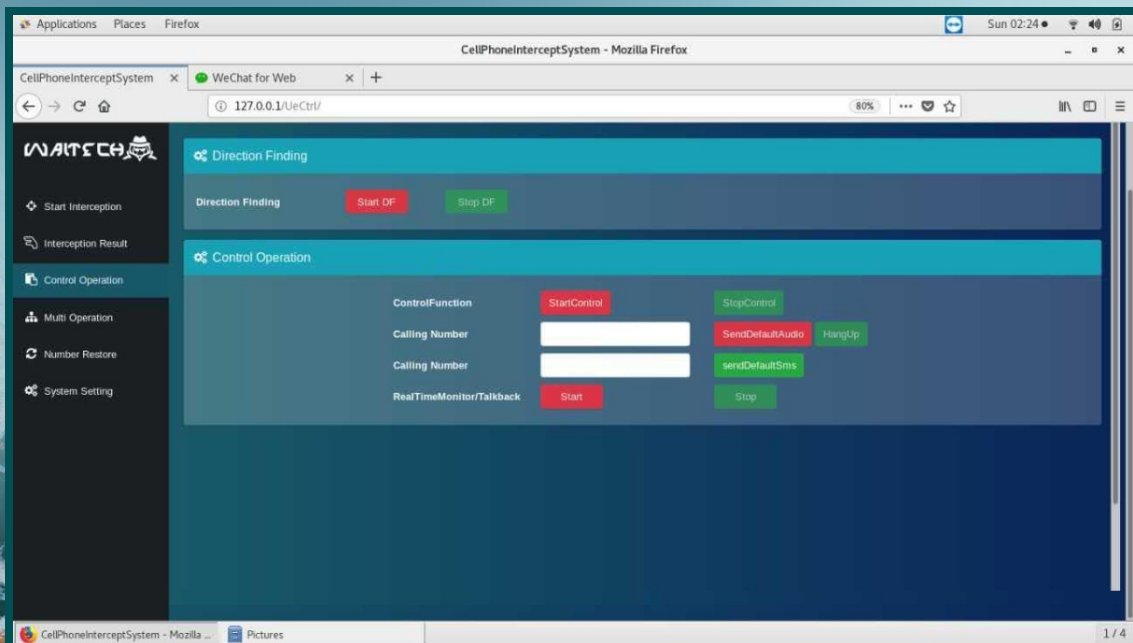 Applications Places Firefox Sun 02:24
CellPhoneInterceptSystem - Mozilla Firefox
CellPhoneInterceptSystem WeChat for Web
127.0.0.1/UeCtrl/ 80%
WAITECH
Direction Finding
Direction Finding Start DF Stop DF
Start Interception
Interception Result
Control Operation
Control Operation
Multi Operation
Number Restore
System Setting
ControlFunction StartControl StopControl
Calling Number SendDefaultAudio HangUp
Calling Number sendDefaultSms
RealTimeMonitor/Talkback Start Stop
CellPhoneInterceptSystem - Mozilla ... Pictures 1 / 4